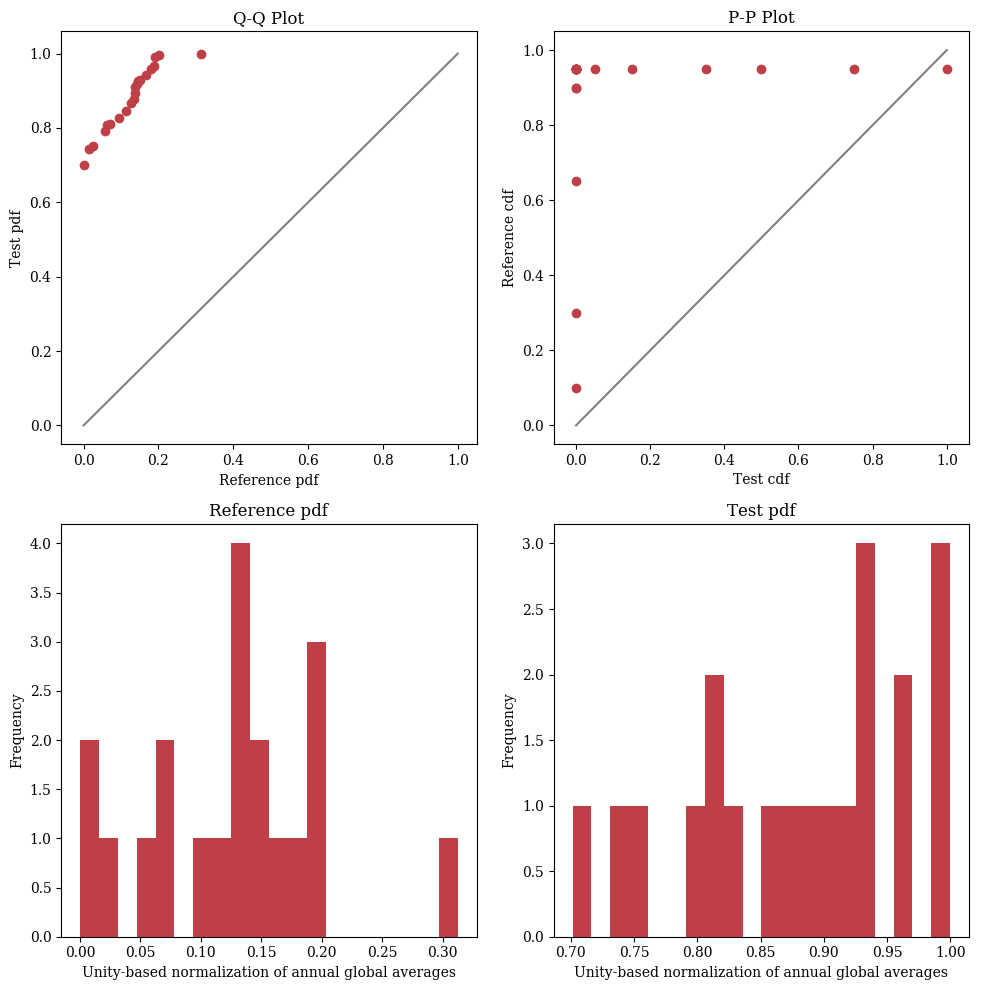 Q-Q Plot
1.0
0.8
0.6
0.4
0.2
0.0
Test pdf
0.0 0.2 0.4 0.6 0.8 1.0
Reference pdf
P-P Plot
1.0
0.8
0.6
0.4
0.2
0.0
Reference cdf
0.0 0.2 0.4 0.6 0.8 1.0
Test cdf
Reference pdf
4.0
3.5
3.0
2.5
2.0
1.5
1.0
0.5
0.0
Frequency
0.00 0.05 0.10 0.15 0.20 0.25 0.30
Unity-based normalization of annual global averages
Test pdf
3.0
2.5
2.0
1.5
1.0
0.5
0.0
Frequency
0.70 0.75 0.80 0.85 0.90 0.95 1.00
Unity-based normalization of annual global averages